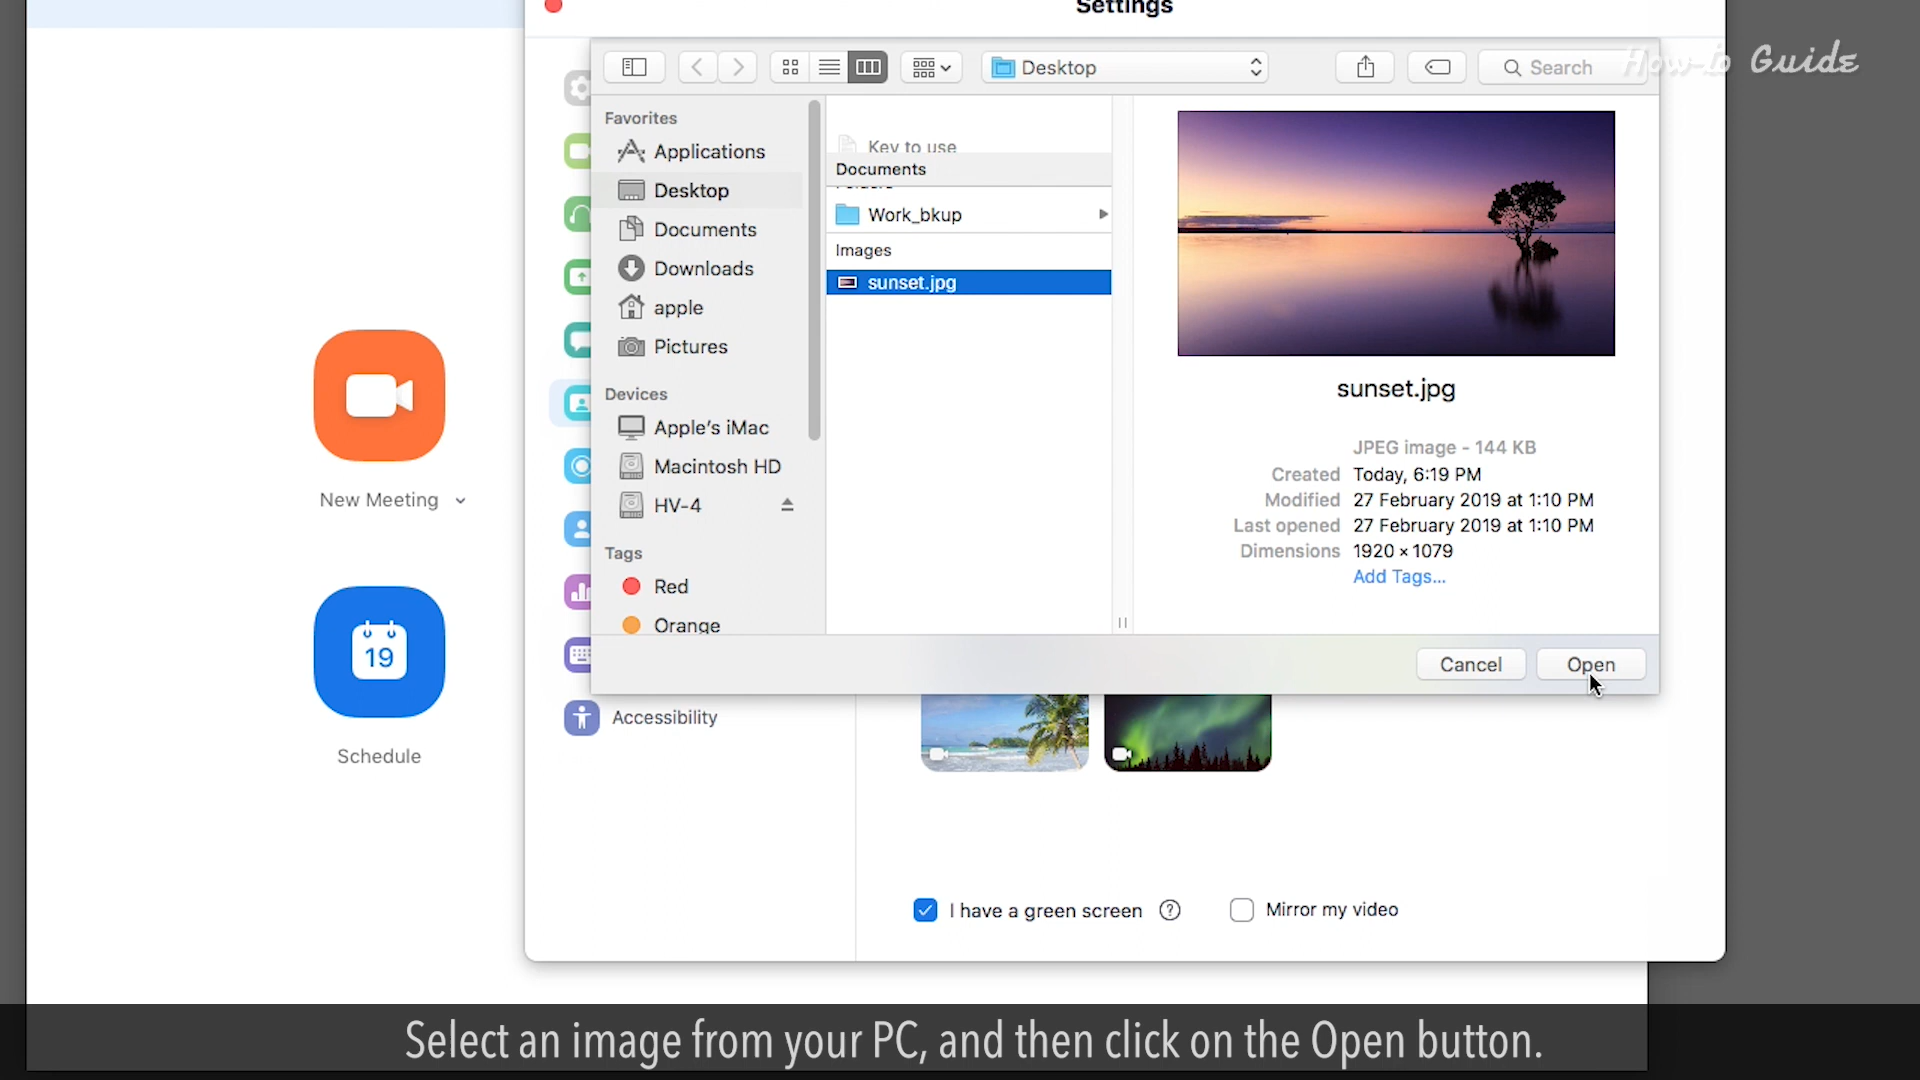 Settings
How-to Guide
Desktop
Search
Favorites
Applications
Desktop
Documents
Downloads
apple
Pictures
Devices
Apple's iMac
Macintosh HD
HV-4
Tags
Red
Orange
Key to use
Documents
Folders
Work_bkup
Images
sunset.jpg
sunset.jpg
JPEG image - 144 KB
Created Today, 6:19 PM
Modified 27 February 2019 at 1:10 PM
Last opened 27 February 2019 at 1:10 PM
Dimensions 1920 × 1079
Add Tags...
Cancel
Open
New Meeting
19
Schedule
Accessibility
I have a green screen ?
Mirror my video
Select an image from your PC, and then click on the Open button.